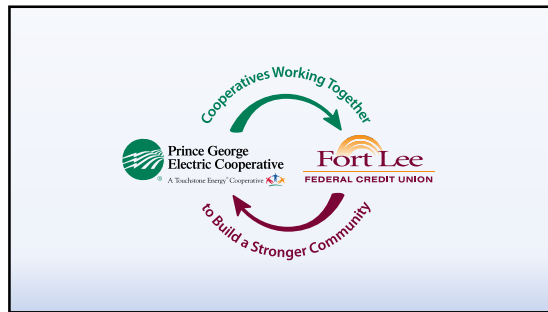 Cooperatives Working Together
Prince George
Electric Cooperative
®
A Touchstone Energy® Cooperative
Fort Lee
FEDERAL CREDIT UNION
to Build a Stronger Community